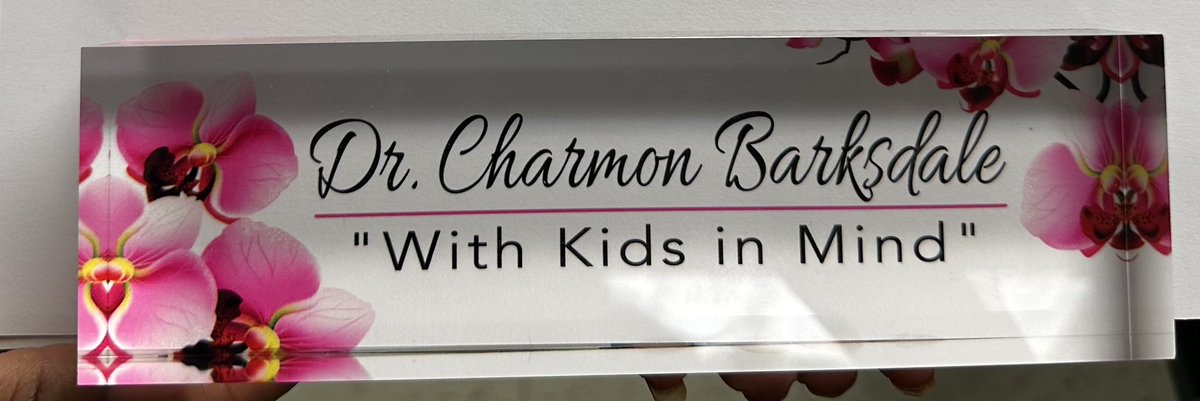 Dr. Charmon Barksdale
"With Kids in Mind"